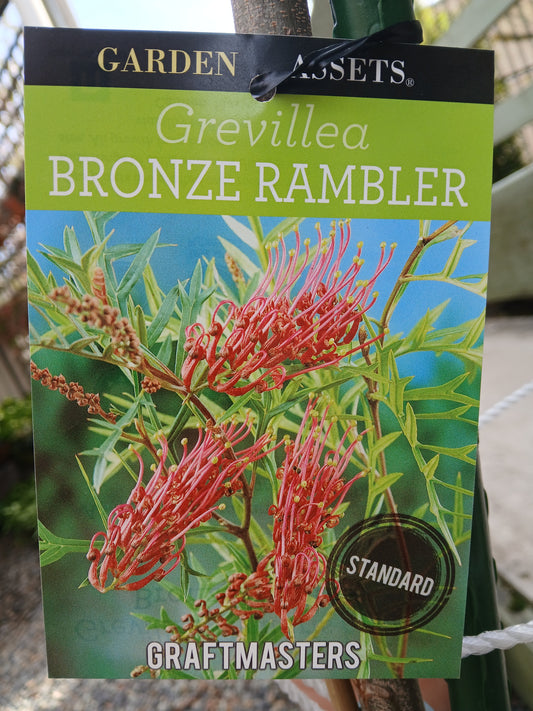 GARDEN ASSETS®
Grevillea
BRONZE RAMBLER
STANDARD
GRAFTMASTERS